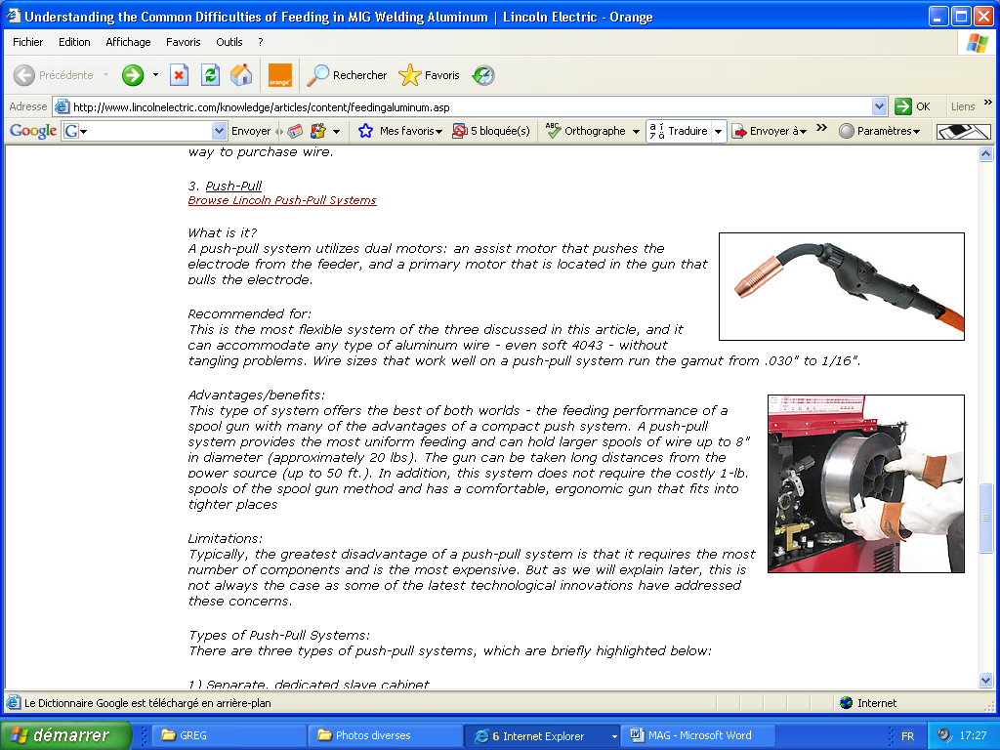 Understanding the Common Difficulties of Feeding in MIG Welding Aluminum | Lincoln Electric - Orange
Fichier Edition Affichage Favoris Outils ?
Précédente orange™ Rechercher Favoris
Adresse http://www.lincolnelectric.com/knowledge/articles/content/feedingaluminum.asp OK Liens »
Google G Envoyer Mes favoris 5 bloquée(s) ABC Orthographe Traduire Envoyer à » Paramètres
way to purchase wire.
3. Push-Pull
Browse Lincoln Push-Pull Systems
What is it?
A push-pull system utilizes dual motors: an assist motor that pushes the
electrode from the feeder, and a primary motor that is located in the gun that
pulls the electrode.
Recommended for:
This is the most flexible system of the three discussed in this article, and it
can accommodate any type of aluminum wire - even soft 4043 - without
tangling problems. Wire sizes that work well on a push-pull system run the gamut from .030" to 1/16".
Advantages/benefits:
This type of system offers the best of both worlds - the feeding performance of a
spool gun with many of the advantages of a compact push system. A push-pull
system provides the most uniform feeding and can hold larger spools of wire up to 8"
in diameter (approximately 20 lbs). The gun can be taken long distances from the
power source (up to 50 ft.). In addition, this system does not require the costly 1-lb.
spools of the spool gun method and has a comfortable, ergonomic gun that fits into
tighter places
Limitations:
Typically, the greatest disadvantage of a push-pull system is that it requires the most
number of components and is the most expensive. But as we will explain later, this is
not always the case as some of the latest technological innovations have addressed
these concerns.
Types of Push-Pull Systems:
There are three types of push-pull systems, which are briefly highlighted below:
1) Separate, dedicated slave cabinet
Le Dictionnaire Google est téléchargé en arrière-plan Internet
démarrer GREG Photos diverses 6 Internet Explorer MAG - Microsoft Word FR 17:27